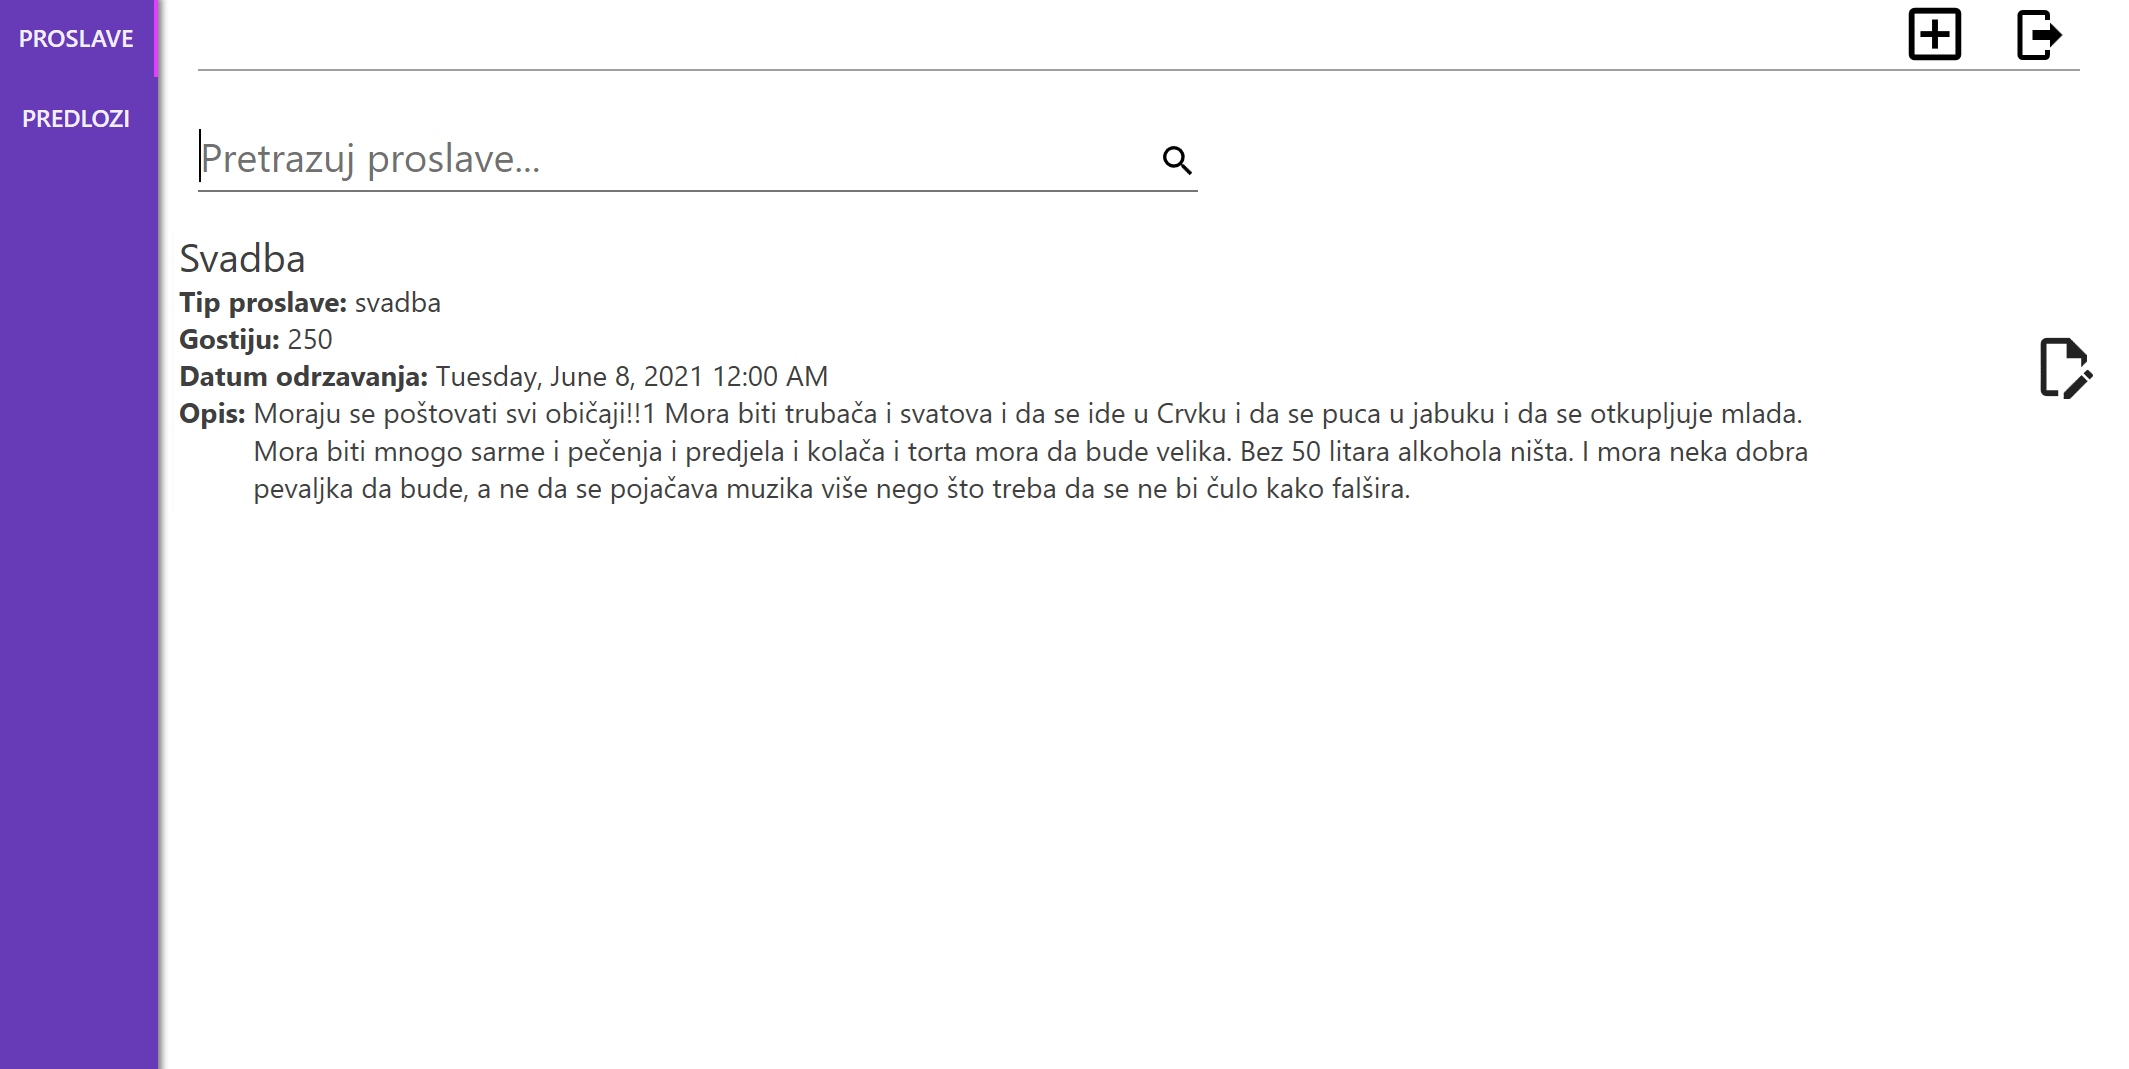 PROSLAVE
PREDLOZI
Pretrazuj proslave...
Svadba
Tip proslave: svadba
Gostiju: 250
Datum odrzavanja: Tuesday, June 8, 2021 12:00 AM
Opis: Moraju se poštovati svi običaji!!1 Mora biti trubača i svatova i da se ide u Crvku i da se puca u jabuku i da se otkupljuje mlada.
Mora biti mnogo sarme i pečenja i predjela i kolača i torta mora da bude velika. Bez 50 litara alkohola ništa. I mora neka dobra
pevaljka da bude, a ne da se pojačava muzika više nego što treba da se ne bi čulo kako falšira.